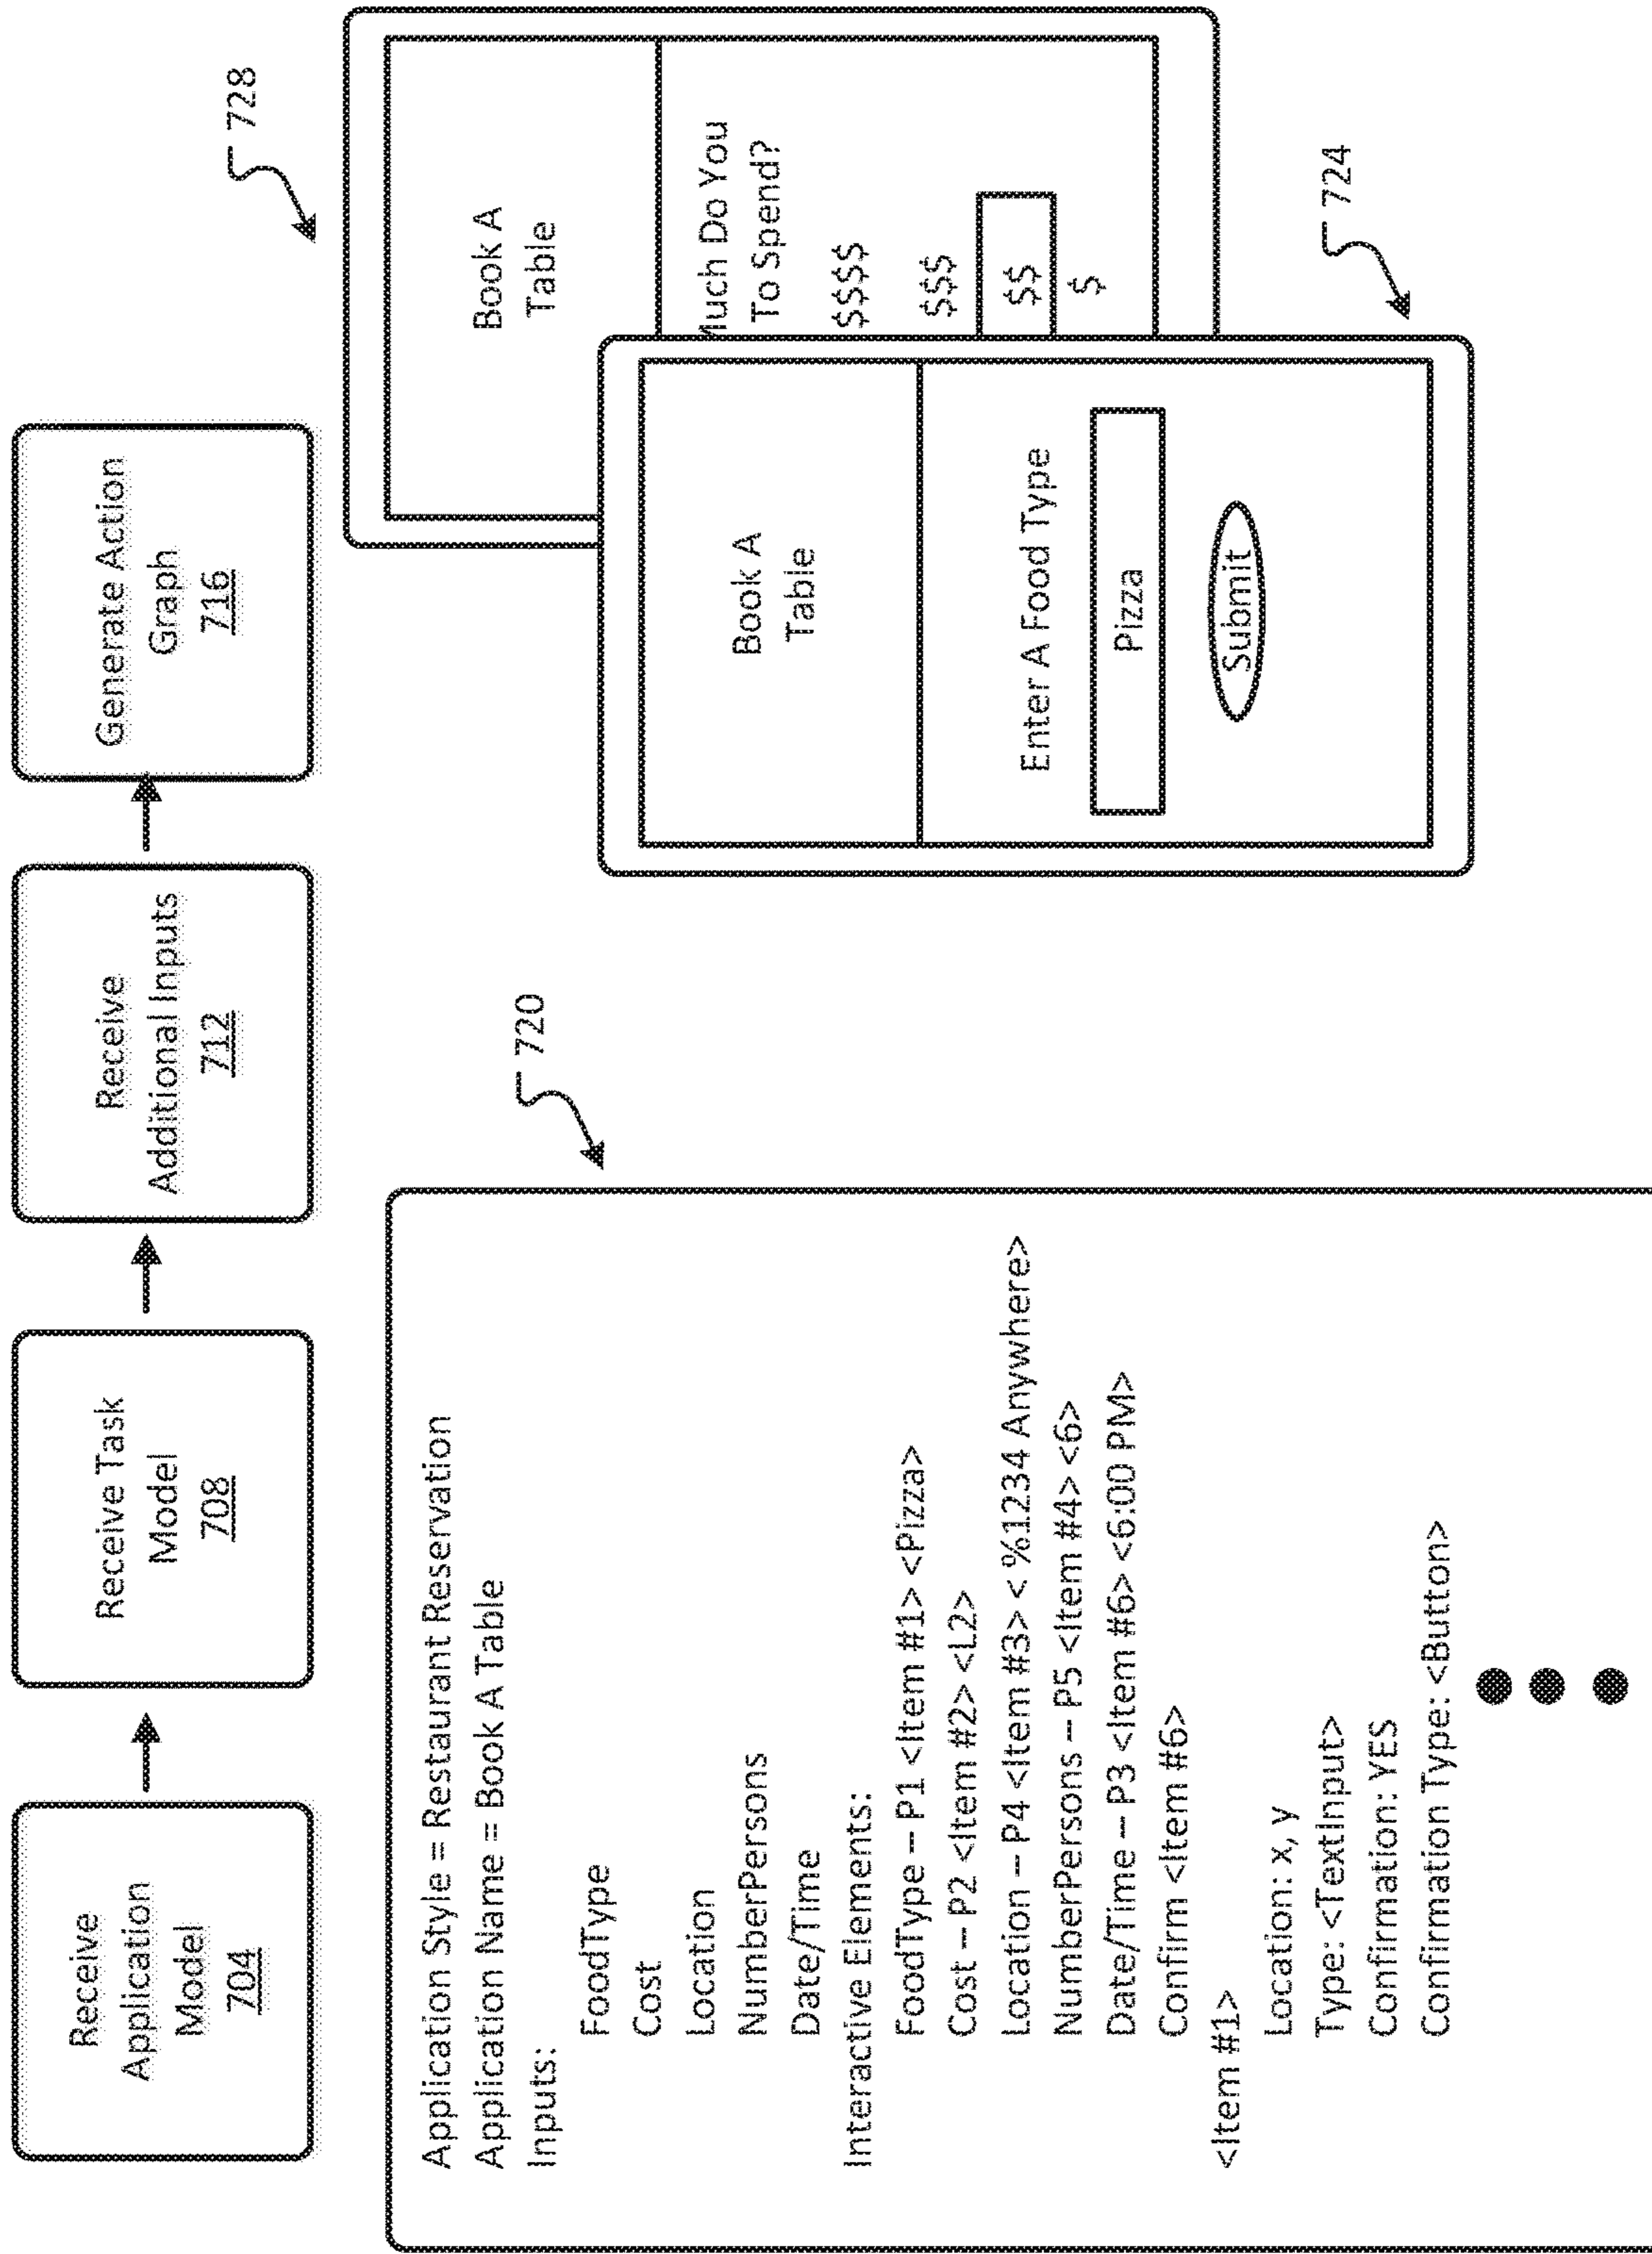 Receive
Application
Model
704
Receive Task
Model
708
Receive
Additional Inputs
712
Generate Action
Graph
716
720
Application Style = Restaurant Reservation
Application Name = Book A Table
Inputs:
FoodType
Cost
Location
NumberPersons
Date/Time
Interactive Elements:
FoodType – P1 <Item #1> <Pizza>
Cost – P2 <Item #2> <L2>
Location – P4 <Item #3> < %1234 Anywhere>
NumberPersons – P5 <Item #4> <6>
Date/Time – P3 <Item #6> <6:00 PM>
Confirm <Item #6>
<Item #1>
Location: x, y
Type: <TextInput>
Confirmation: YES
Confirmation Type: <Button>
728
Book A
Table
Much Do You
To Spend?
$$$$
$$$
$$
$
724
Book A
Table
Enter A Food Type
Pizza
Submit